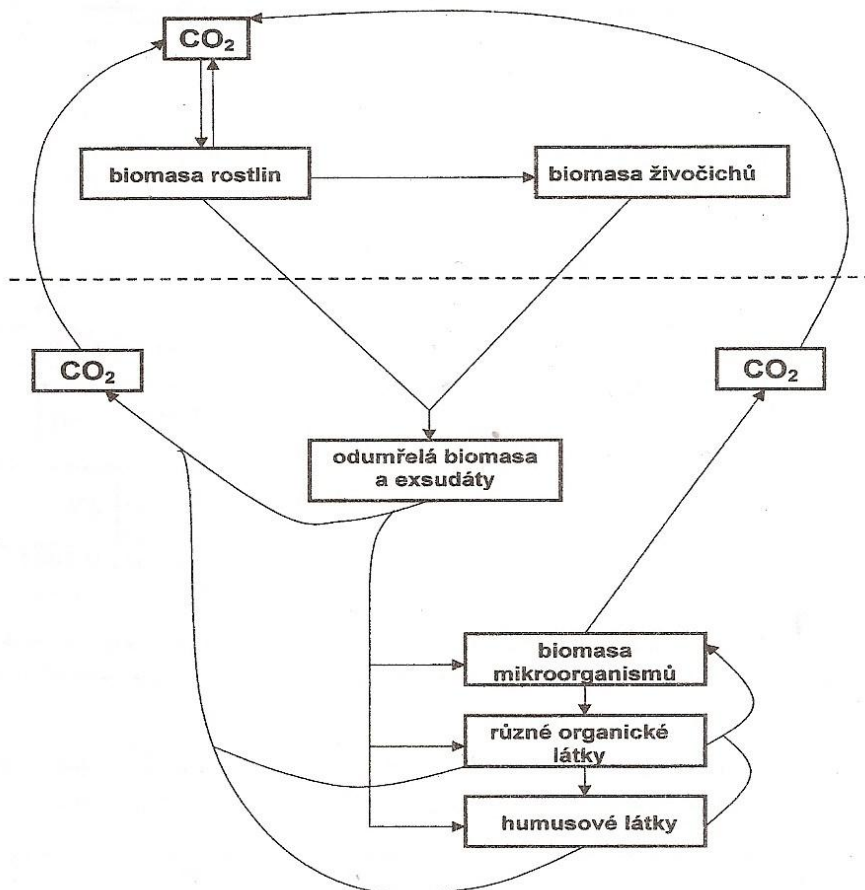 CO₂
biomasa rostlin
biomasa živočichů
CO₂
CO₂
odumřelá biomasa
a exsudáty
biomasa
mikroorganismů
různé organické
látky
humusové látky